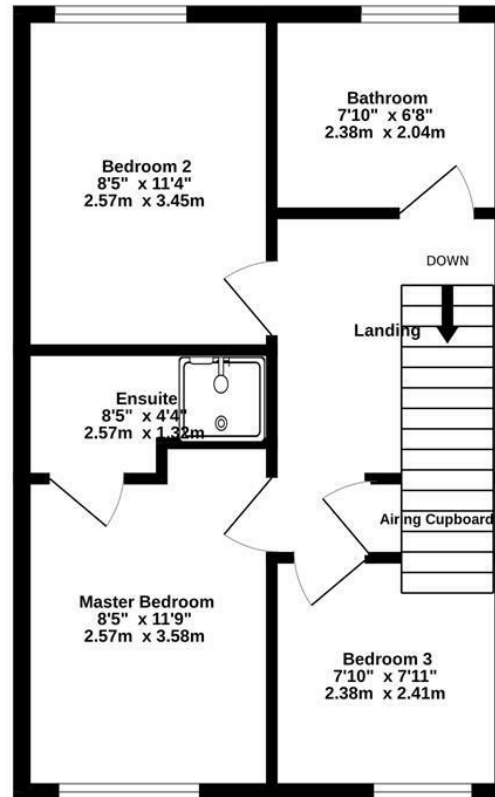 Bathroom
7'10" x 6'8"
2.38m x 2.04m
Bedroom 2
8'5" x 11'4"
2.57m x 3.45m
DOWN
Landing
Ensuite
8'5" x 4'4"
2.57m x 1.32m
Airing Cupboard
Master Bedroom
8'5" x 11'9"
2.57m x 3.58m
Bedroom 3
7'10" x 7'11"
2.38m x 2.41m